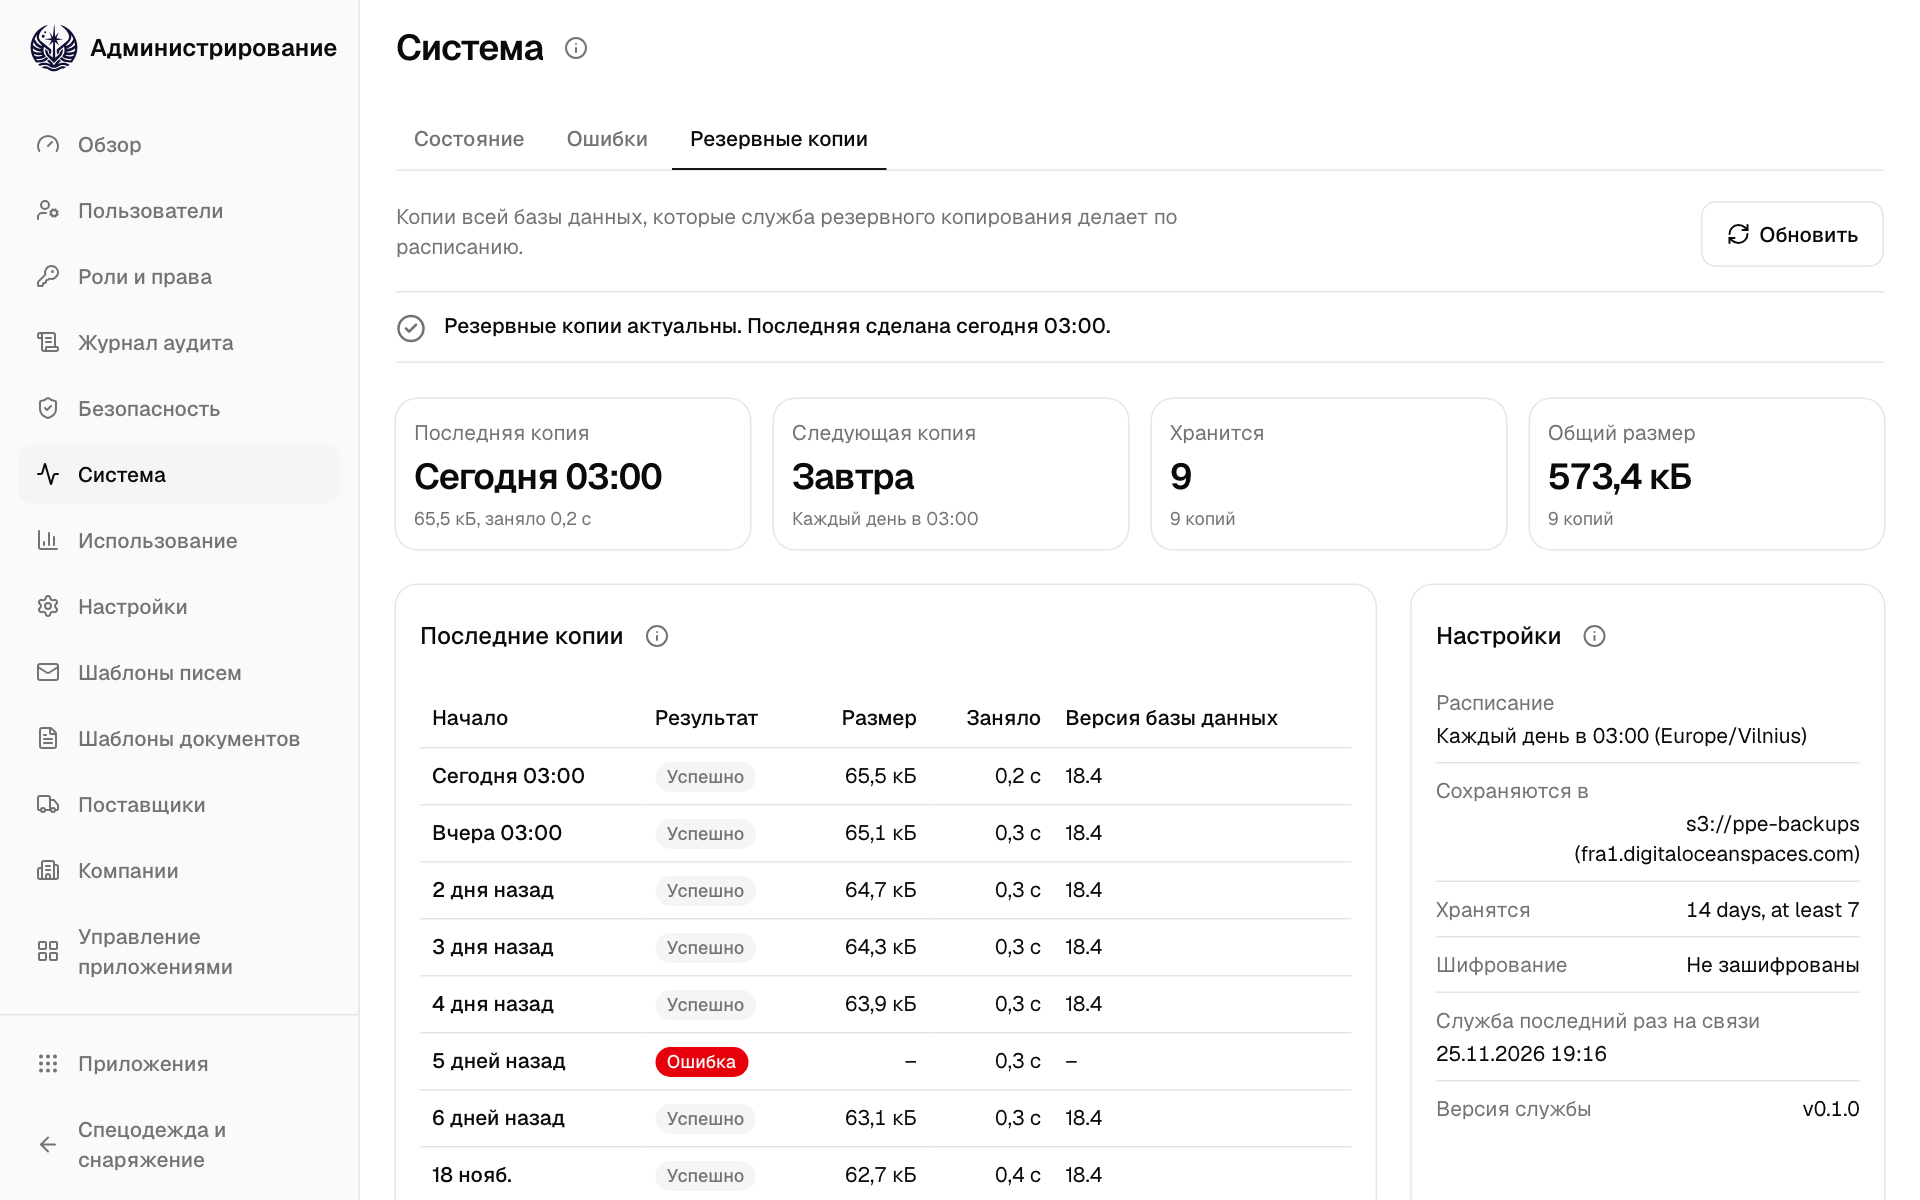 Администрирование
Обзор
Пользователи
Роли и права
Журнал аудита
Безопасность
Система
Использование
Настройки
Шаблоны писем
Шаблоны документов
Поставщики
Компании
Управление
приложениями
Приложения
Спецодежда и
снаряжение
Система
Состояние
Ошибки
Резервные копии
Копии всей базы данных, которые служба резервного копирования делает по
расписанию.
Обновить
Резервные копии актуальны. Последняя сделана сегодня 03:00.
Последняя копия
Сегодня 03:00
65,5 кБ, заняло 0,2 с
Следующая копия
Завтра
Каждый день в 03:00
Хранится
9
9 копий
Общий размер
573,4 кБ
9 копий
Последние копии
Начало Результат Размер Заняло Версия базы данных
Сегодня 03:00 Успешно 65,5 кБ 0,2 с 18.4
Вчера 03:00 Успешно 65,1 кБ 0,3 с 18.4
2 дня назад Успешно 64,7 кБ 0,3 с 18.4
3 дня назад Успешно 64,3 кБ 0,3 с 18.4
4 дня назад Успешно 63,9 кБ 0,3 с 18.4
5 дней назад Ошибка – 0,3 с –
6 дней назад Успешно 63,1 кБ 0,3 с 18.4
18 нояб. Успешно 62,7 кБ 0,4 с 18.4
Настройки
Расписание
Каждый день в 03:00 (Europe/Vilnius)
Сохраняются в
s3://ppe-backups
(fra1.digitaloceanspaces.com)
Хранятся 14 days, at least 7
Шифрование Не зашифрованы
Служба последний раз на связи
25.11.2026 19:16
Версия службы v0.1.0